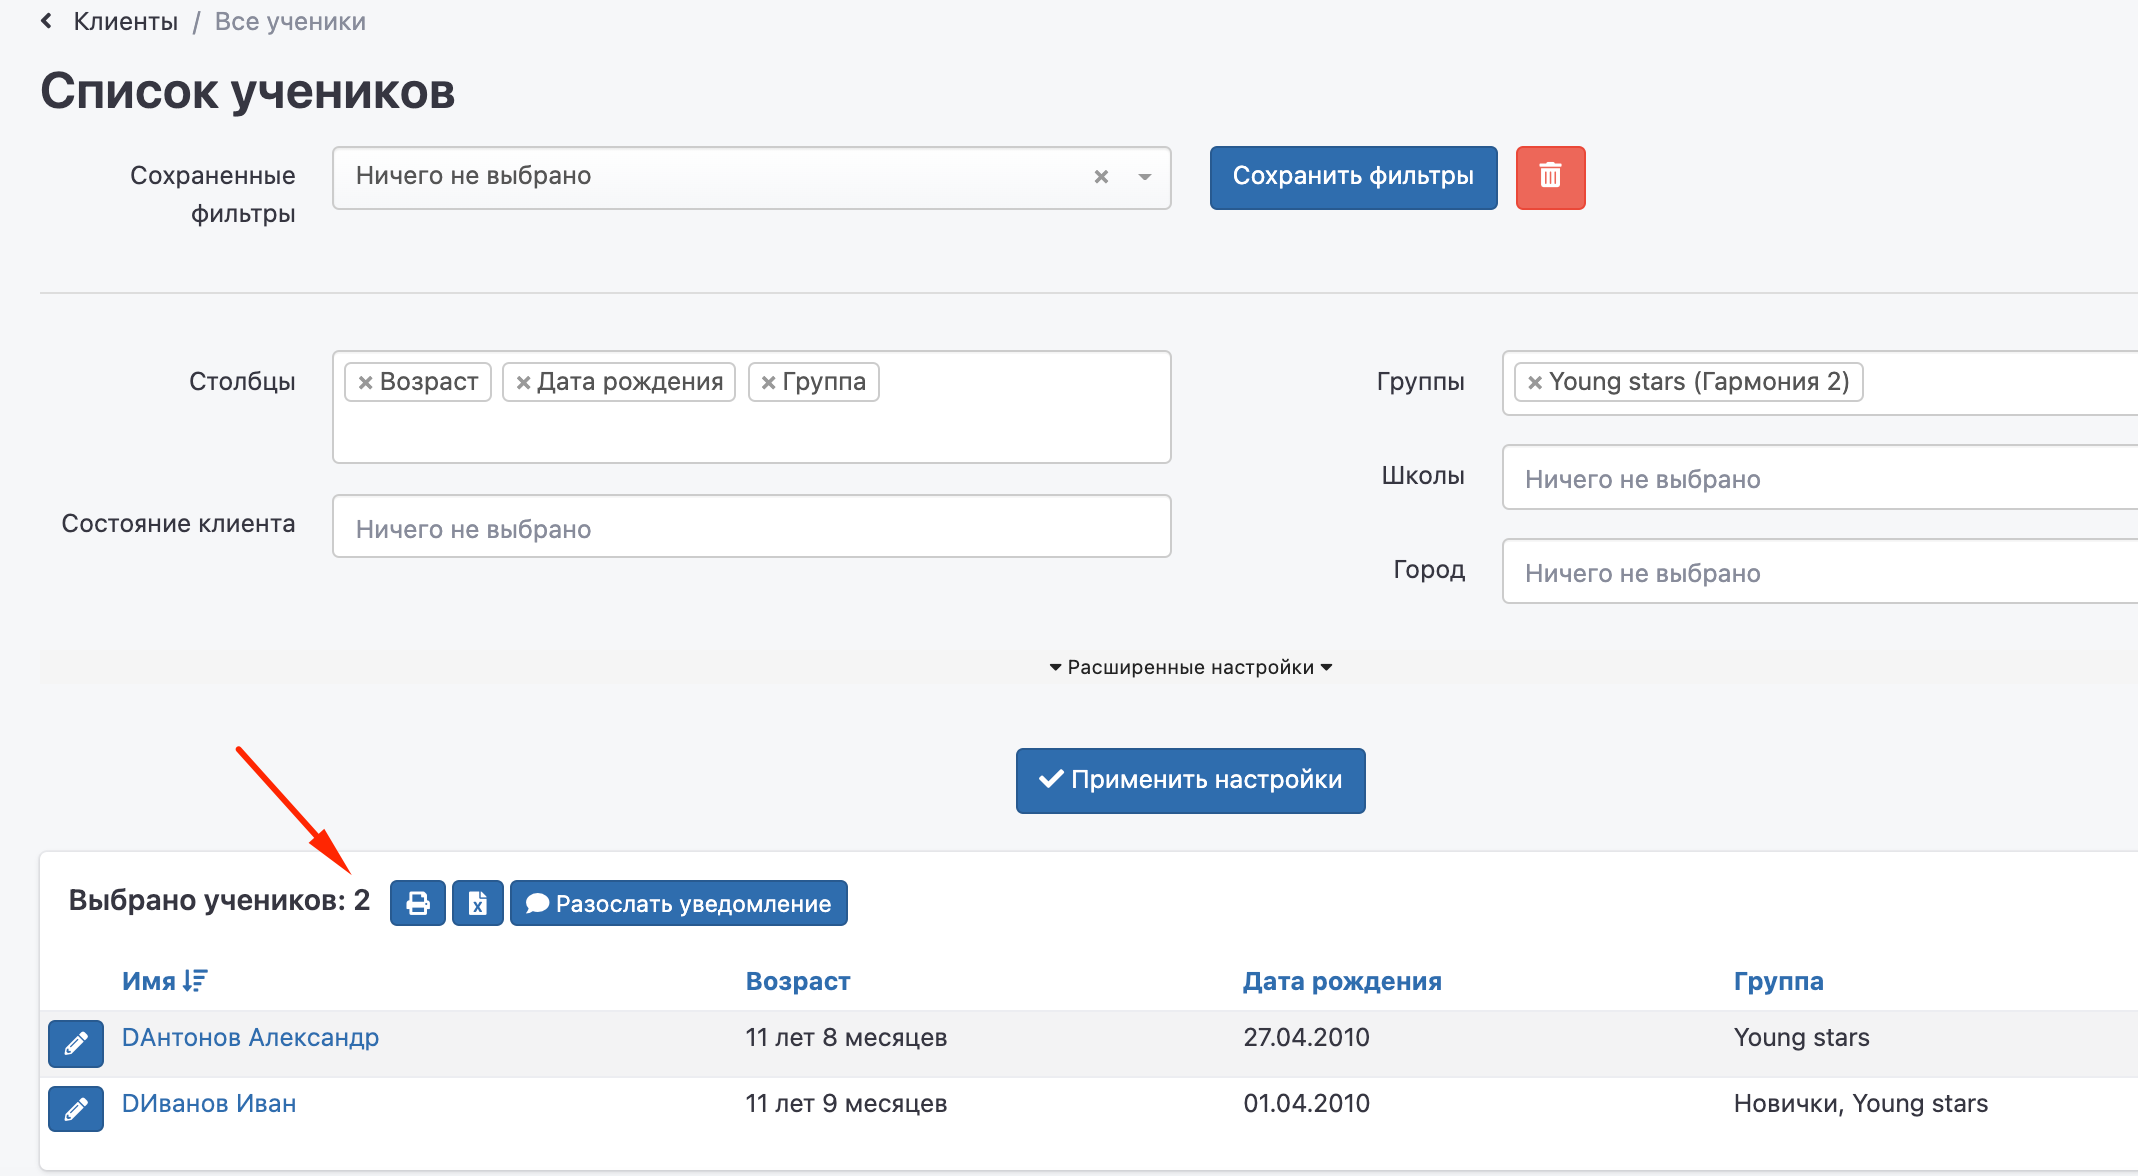 Клиенты / Все ученики
Список учеников
Сохраненные фильтры
Ничего не выбрано
Сохранить фильтры
Столбцы
Возраст
Дата рождения
Группа
Состояние клиента
Ничего не выбрано
Группы
Young stars (Гармония 2)
Школы
Ничего не выбрано
Город
Ничего не выбрано
Расширенные настройки
Применить настройки
Выбрано учеников: 2
Разослать уведомление
Имя Возраст Дата рождения Группа
DАнтонов Александр 11 лет 8 месяцев 27.04.2010 Young stars
DИванов Иван 11 лет 9 месяцев 01.04.2010 Новички, Young stars